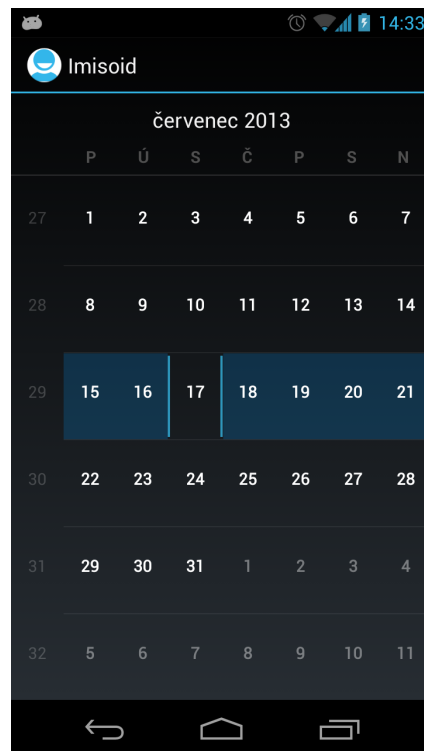 14:33
Imisoid
červenec 2013
P Ú S Č P S N
27 1 2 3 4 5 6 7
28 8 9 10 11 12 13 14
29 15 16 17 18 19 20 21
30 22 23 24 25 26 27 28
31 29 30 31 1 2 3 4
32 5 6 7 8 9 10 11